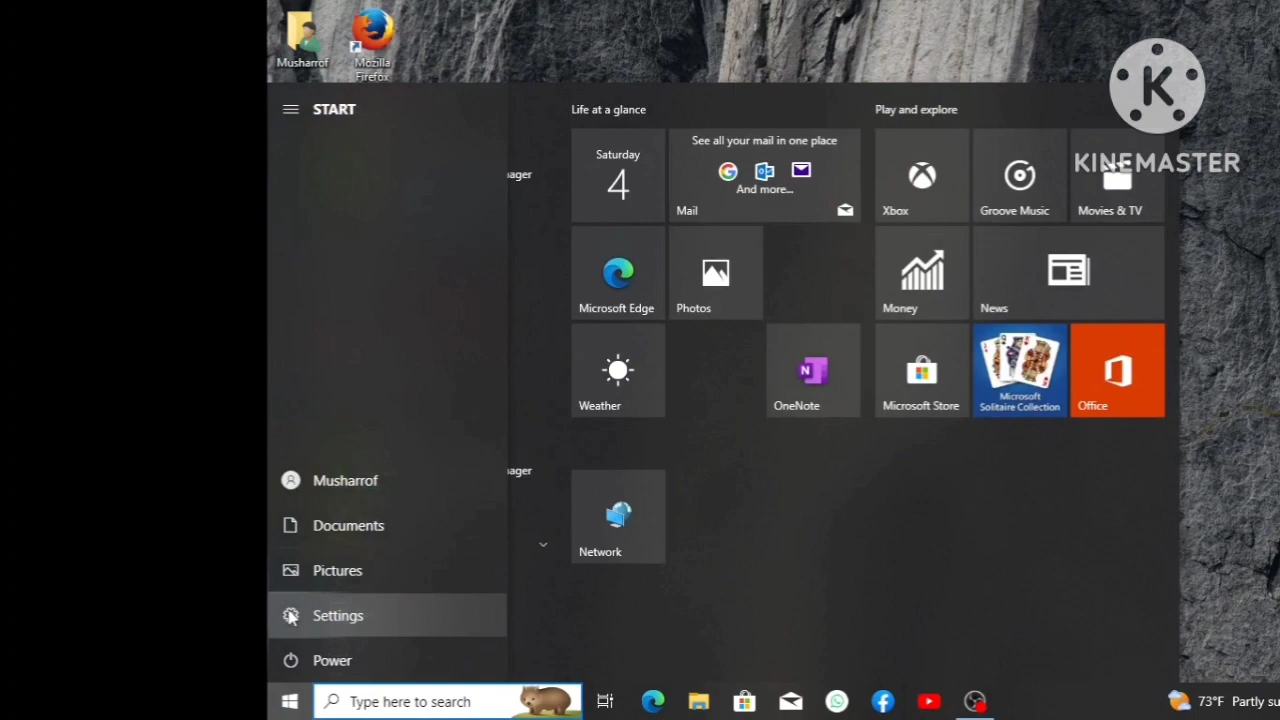 Musharrof
Mozilla
Firefox
K
KINEMASTER
START
Life at a glance
Play and explore
Saturday
4
See all your mail in one place
And more...
Mail
Xbox
Groove Music
Movies & TV
ager
Microsoft Edge
Photos
Money
News
Weather
N
OneNote
Microsoft Store
Microsoft
Solitaire Collection
Office
Musharrof
ager
Documents
Network
Pictures
Settings
Power
Type here to search
73°F Partly su